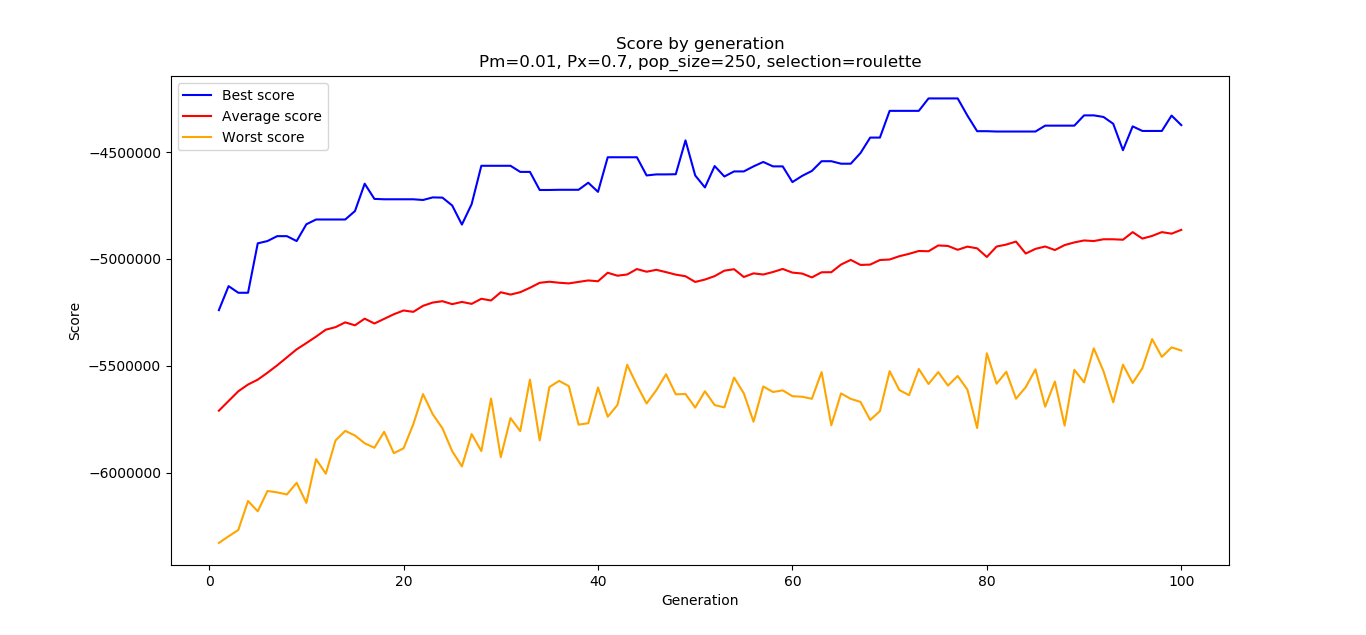 Score by generation
Pm=0.01, Px=0.7, pop_size=250, selection=roulette
Best score
Average score
Worst score
Score
−4500000
−5000000
−5500000
−6000000
0 20 40 60 80 100
Generation